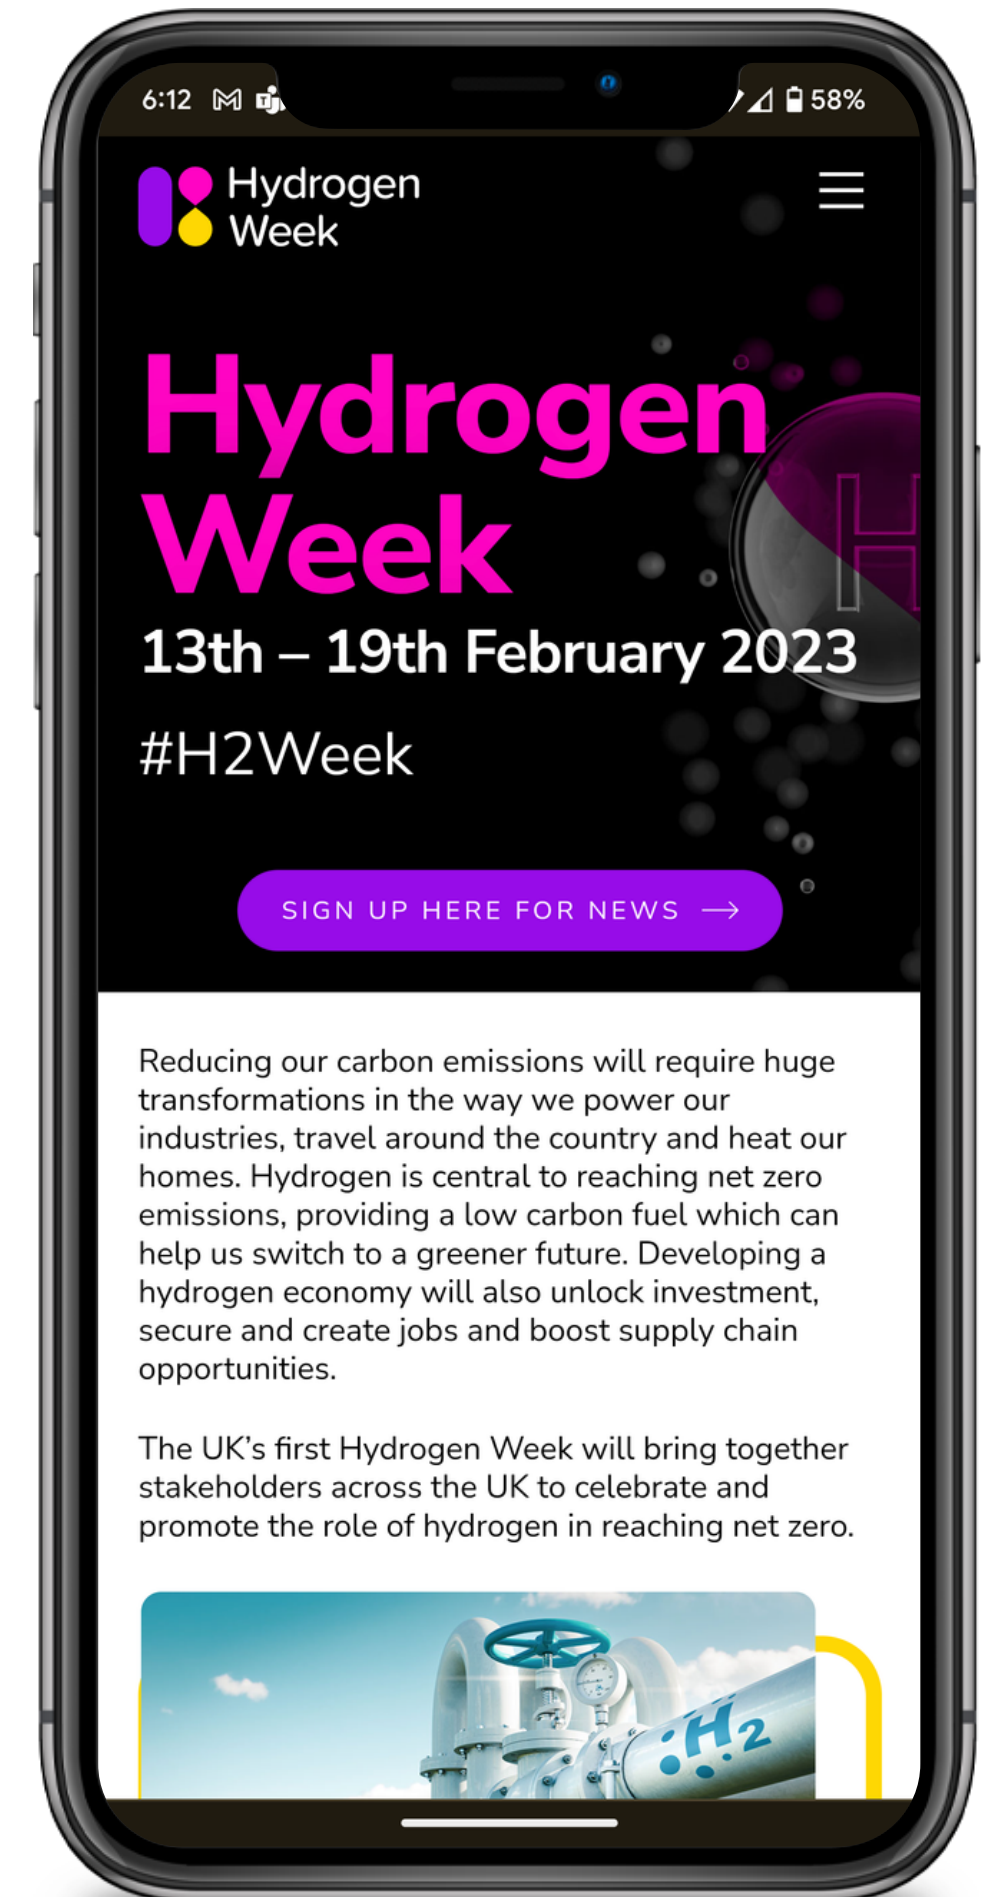 6:12
58%
Hydrogen
Week
Hydrogen
Week
13th – 19th February 2023
#H2Week
SIGN UP HERE FOR NEWS →
Reducing our carbon emissions will require huge
transformations in the way we power our
industries, travel around the country and heat our
homes. Hydrogen is central to reaching net zero
emissions, providing a low carbon fuel which can
help us switch to a greener future. Developing a
hydrogen economy will also unlock investment,
secure and create jobs and boost supply chain
opportunities.
The UK’s first Hydrogen Week will bring together
stakeholders across the UK to celebrate and
promote the role of hydrogen in reaching net zero.
H
H2